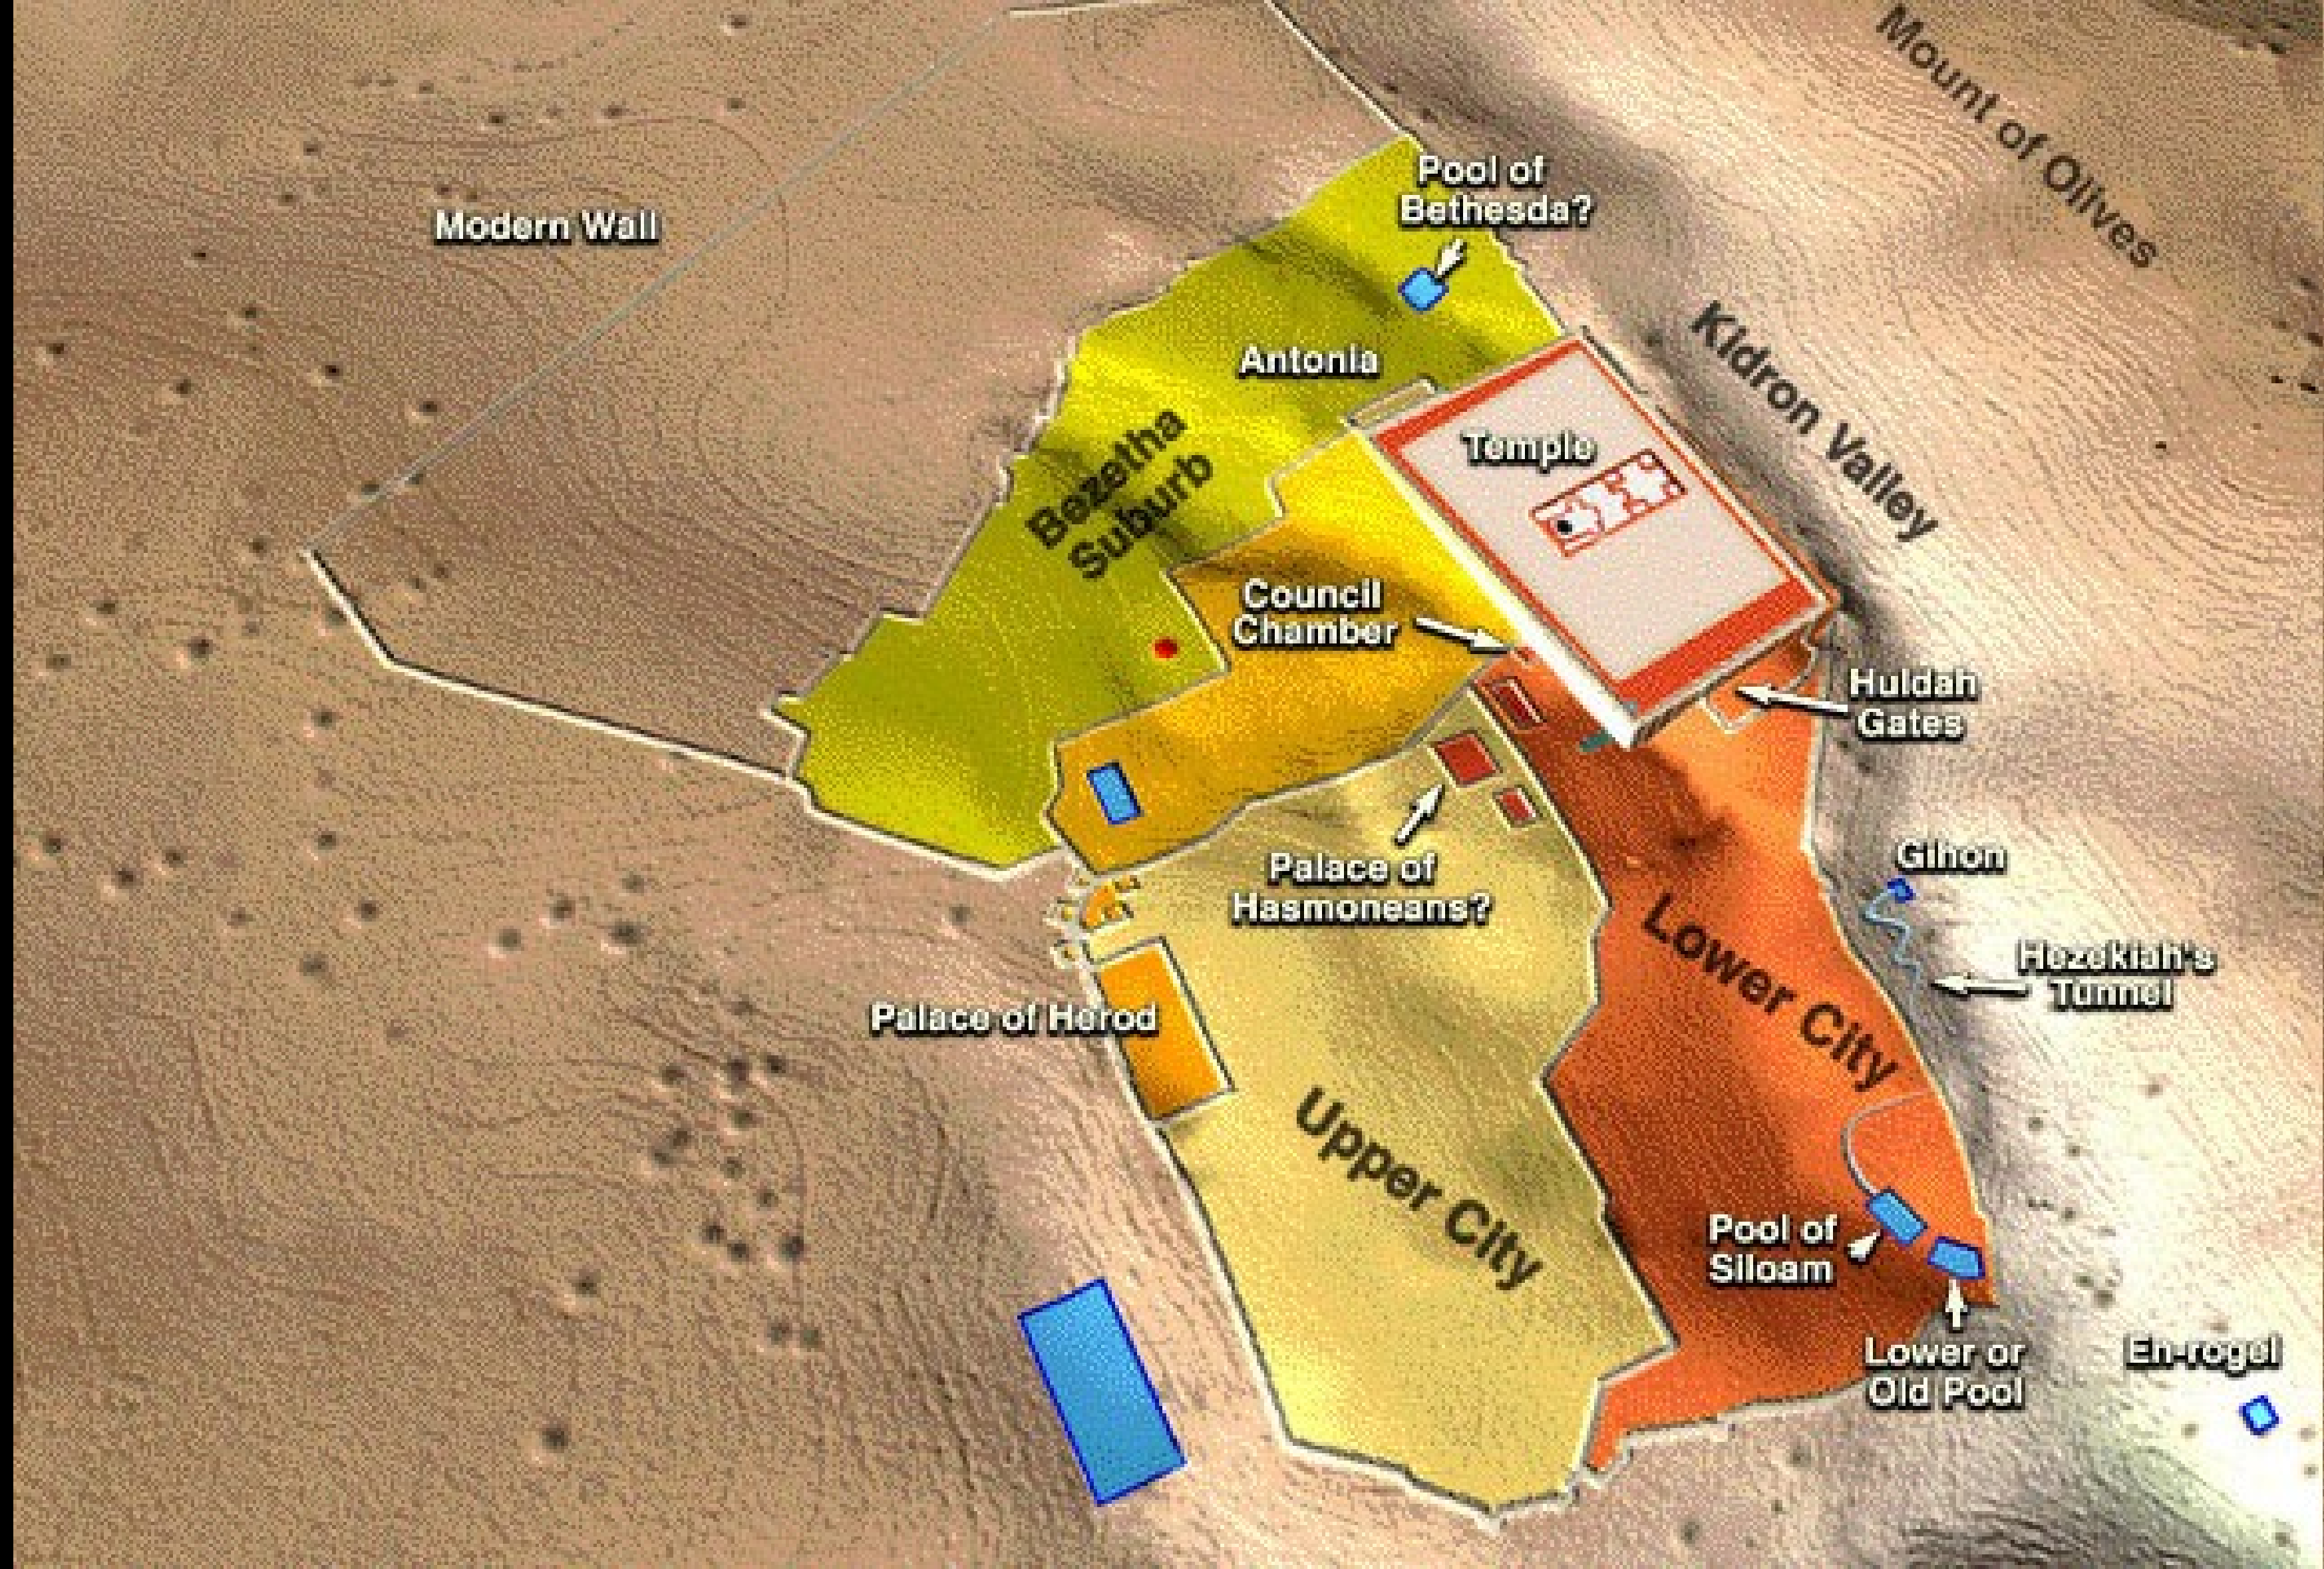 Mount of Olives
Pool of
Bethesda?
Modern Wall
Kidron Valley
Antonia
Temple
Bezetha
Suburb
Council
Chamber
Huldah
Gates
Gihon
Palace of
Hasmoneans?
Lower City
Hezekiah's
Tunnel
Palace of Herod
Upper City
Pool of
Siloam
Lower or
Old Pool
En-rogel